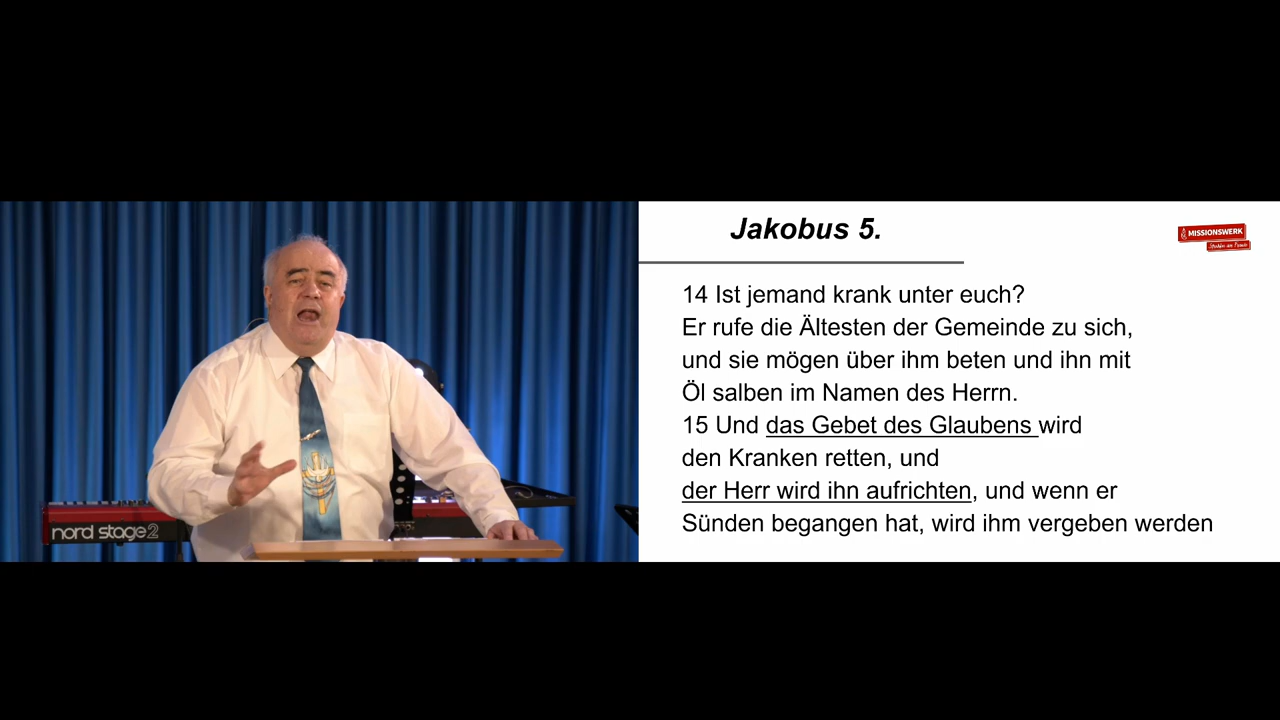 Jakobus 5.
MISSIONSWERK
14 Ist jemand krank unter euch?
Er rufe die Ältesten der Gemeinde zu sich,
und sie mögen über ihm beten und ihn mit
Öl salben im Namen des Herrn.
15 Und das Gebet des Glaubens wird
den Kranken retten, und
der Herr wird ihn aufrichten, und wenn er
Sünden begangen hat, wird ihm vergeben werden
nord stage 2